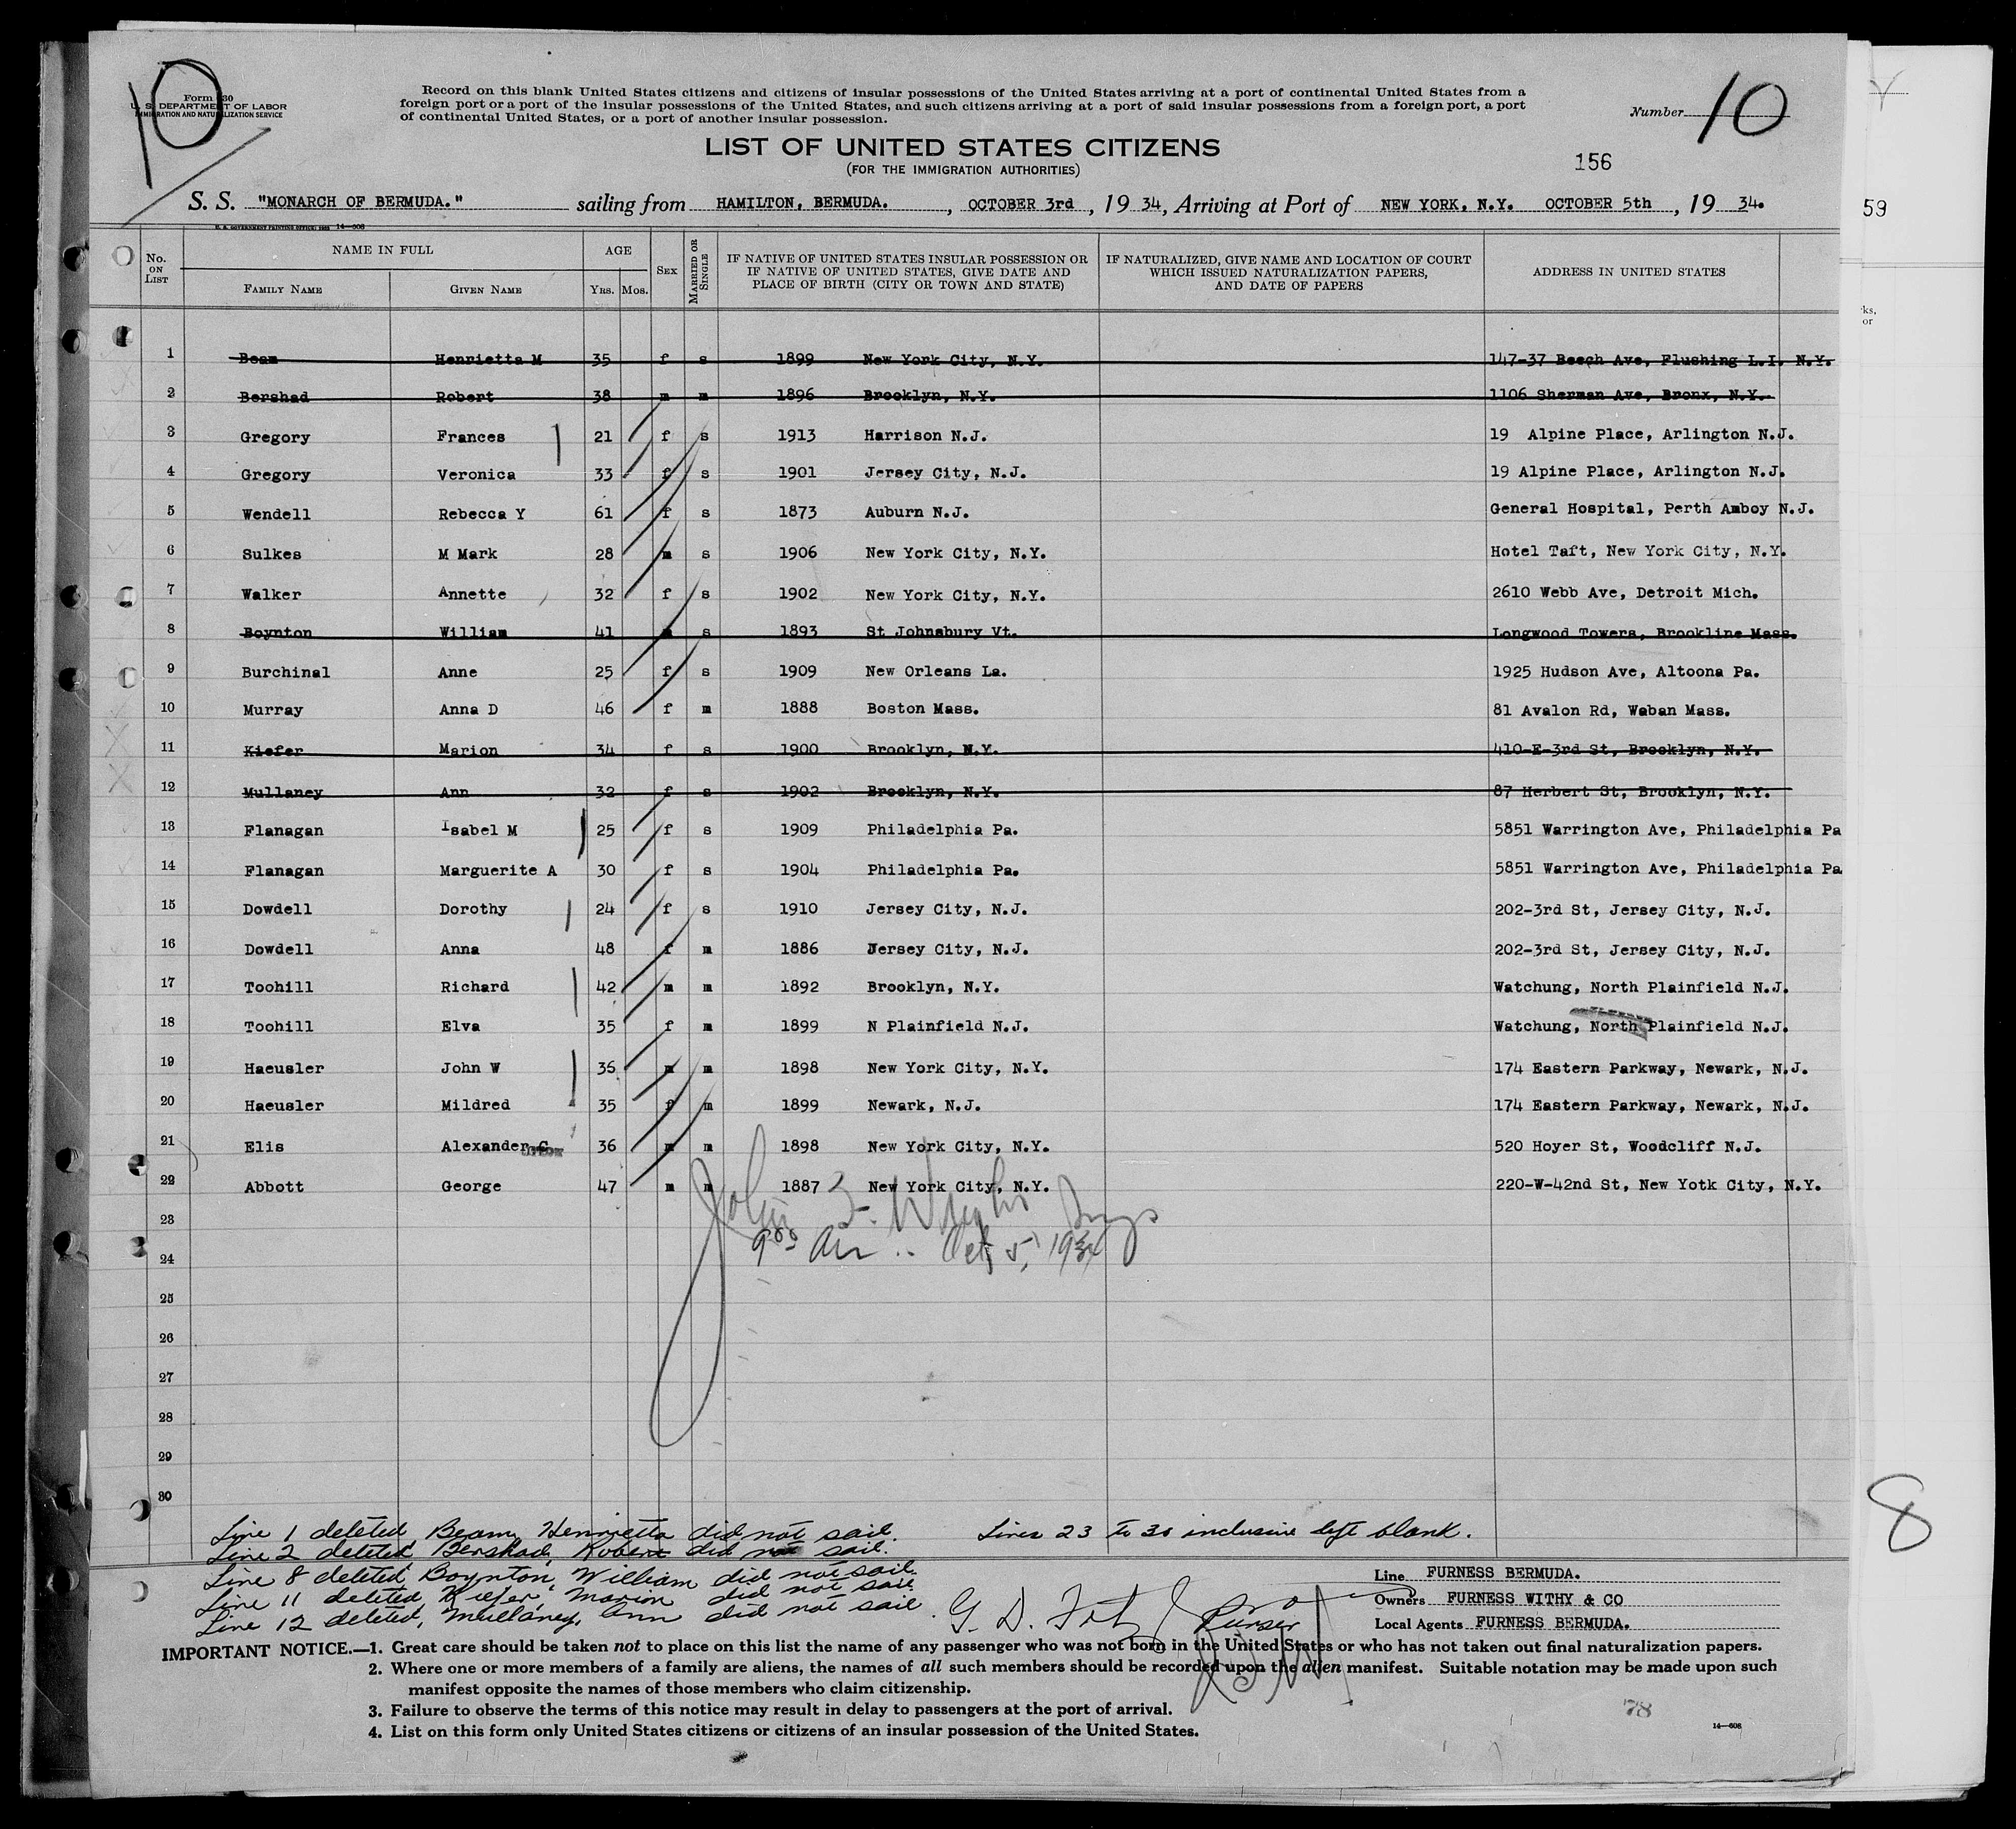 10
Form 630
U. S. DEPARTMENT OF LABOR
IMMIGRATION AND NATURALIZATION SERVICE
Record on this blank United States citizens and citizens of insular possessions of the United States arriving at a port of continental United States from a
foreign port or a port of the insular possessions of the United States, and such citizens arriving at a port of said insular possessions from a foreign port, a port
of continental United States, or a port of another insular possession.
Number 10
LIST OF UNITED STATES CITIZENS
(FOR THE IMMIGRATION AUTHORITIES)
156
S. S. "MONARCH OF BERMUDA." sailing from HAMILTON, BERMUDA. , OCTOBER 3rd , 19 34, Arriving at Port of NEW YORK, N.Y. OCTOBER 5th , 19 34.
59
U. S. GOVERNMENT PRINTING OFFICE: 14—608
No. ON LIST NAME IN FULL FAMILY NAME GIVEN NAME AGE YRS. MOS. SEX MARRIED OR SINGLE IF NATIVE OF UNITED STATES INSULAR POSSESSION OR IF NATIVE OF UNITED STATES, GIVE DATE AND PLACE OF BIRTH (CITY OR TOWN AND STATE) IF NATURALIZED, GIVE NAME AND LOCATION OF COURT WHICH ISSUED NATURALIZATION PAPERS, AND DATE OF PAPERS ADDRESS IN UNITED STATES
ks,
or
1 Beam Henrietta M 35 f s 1899 New York City, N.Y. 147-37 Beech Ave, Flushing L.I. N.Y.
2 Bershad Robert 38 m m 1896 Brooklyn, N.Y. 1106 Sherman Ave, Bronx, N.Y.
3 Gregory Frances 21 f s 1913 Harrison N.J. 19 Alpine Place, Arlington N.J.
4 Gregory Veronica 33 f s 1901 Jersey City, N.J. 19 Alpine Place, Arlington N.J.
5 Wendell Rebecca Y 61 f s 1873 Auburn N.J. General Hospital, Perth Amboy N.J.
6 Sulkes M Mark 28 m s 1906 New York City, N.Y. Hotel Taft, New York City, N.Y.
7 Walker Annette 32 f s 1902 New York City, N.Y. 2610 Webb Ave, Detroit Mich.
8 Boynton William 41 m s 1893 St Johnsbury Vt. Longwood Towers, Brookline Mass.
9 Burchinal Anne 25 f s 1909 New Orleans La. 1925 Hudson Ave, Altoona Pa.
10 Murray Anna D 46 f m 1888 Boston Mass. 81 Avalon Rd, Waban Mass.
11 Kiefer Marion 34 f s 1900 Brooklyn, N.Y. 410-E-3rd St, Brooklyn, N.Y.
12 Mullaney Ann 32 f s 1902 Brooklyn, N.Y. 87 Herbert St, Brooklyn, N.Y.
13 Flanagan Isabel M 25 f s 1909 Philadelphia Pa. 5851 Warrington Ave, Philadelphia Pa
14 Flanagan Marguerite A 30 f s 1904 Philadelphia Pa. 5851 Warrington Ave, Philadelphia Pa
15 Dowdell Dorothy 24 f s 1910 Jersey City, N.J. 202-3rd St, Jersey City, N.J.
16 Dowdell Anna 48 f m 1886 Jersey City, N.J. 202-3rd St, Jersey City, N.J.
17 Toohill Richard 42 m m 1892 Brooklyn, N.Y. Watchung, North Plainfield N.J.
18 Toohill Elva 35 f m 1899 N Plainfield N.J. Watchung, North Plainfield N.J.
19 Haeusler John W 36 m m 1898 New York City, N.Y. 174 Eastern Parkway, Newark, N.J.
20 Haeusler Mildred 35 f m 1899 Newark, N.J. 174 Eastern Parkway, Newark, N.J.
21 Elis Alexander G 36 m m 1898 New York City, N.Y. 520 Hoyer St, Woodcliff N.J.
22 Abbott George 47 m m 1887 New York City, N.Y. 220-W-42nd St, New Yotk City, N.Y.
23
24
Oct 5, 1934
25
26
27
28
29
30
8
Line 1 deleted Beam, Henrietta did not sail. Lines 23 to 30 inclusive left blank.
Line 2 deleted Bershad, Robert did not sail.
Line 8 deleted, Boynton, William did not sail.
Line 11 deleted, Kiefer, Marion did not sail
Line 12 deleted, Mullaney, Ann did not sail.
Purser
Line FURNESS BERMUDA.
Owners FURNESS WITHY & CO
Local Agents FURNESS BERMUDA.
IMPORTANT NOTICE.—1. Great care should be taken not to place on this list the name of any passenger who was not born in the United States or who has not taken out final naturalization papers.
2. Where one or more members of a family are aliens, the names of all such members should be recorded upon the alien manifest. Suitable notation may be made upon such
manifest opposite the names of those members who claim citizenship.
3. Failure to observe the terms of this notice may result in delay to passengers at the port of arrival.
4. List on this form only United States citizens or citizens of an insular possession of the United States.
78
14—608